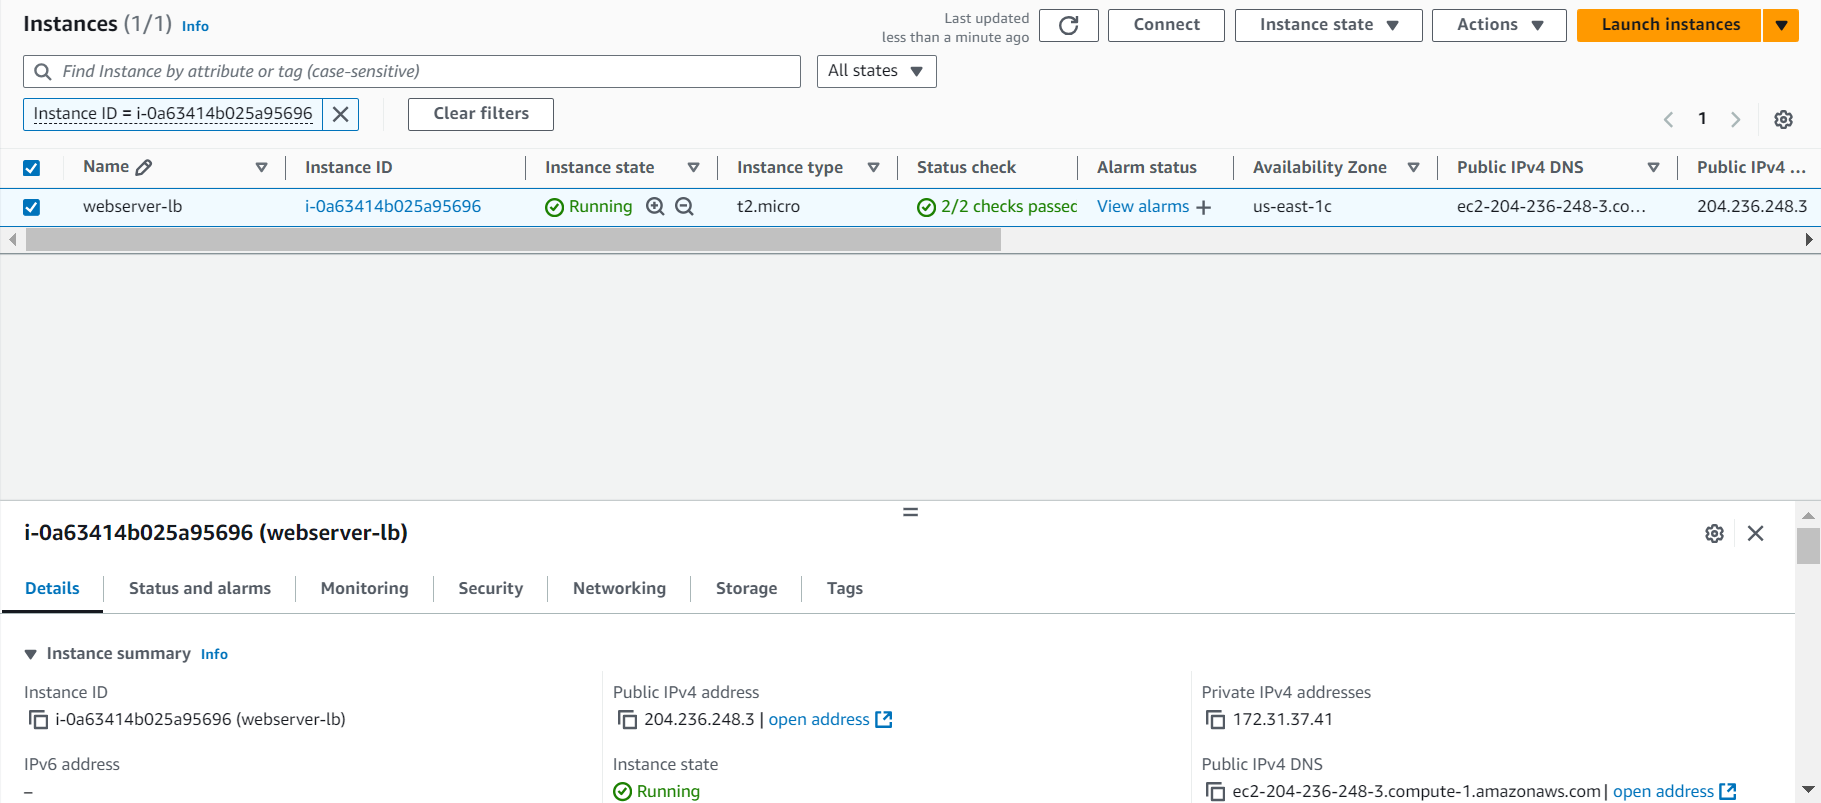 Instances (1/1) Info
Last updated
less than a minute ago
Connect
Instance state
Actions
Launch instances
Find Instance by attribute or tag (case-sensitive)
All states
Instance ID = i-0a63414b025a95696
Clear filters
1
Name Instance ID Instance state Instance type Status check Alarm status Availability Zone Public IPv4 DNS Public IPv4 ...
webserver-lb i-0a63414b025a95696 Running t2.micro 2/2 checks passed View alarms + us-east-1c ec2-204-236-248-3.co... 204.236.248.3
i-0a63414b025a95696 (webserver-lb)
Details Status and alarms Monitoring Security Networking Storage Tags
Instance summary Info
Instance ID
i-0a63414b025a95696 (webserver-lb)
Public IPv4 address
204.236.248.3 | open address
Private IPv4 addresses
172.31.37.41
IPv6 address
–
Instance state
Running
Public IPv4 DNS
ec2-204-236-248-3.compute-1.amazonaws.com | open address